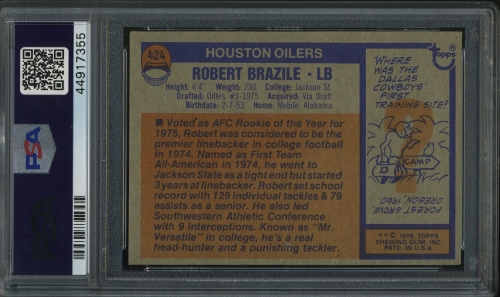 44917355
PSA
424
HOUSTON OILERS
ROBERT BRAZILE • LB
Height: 6'4" Weight: 230 College: Jackson St
Drafted: Oilers #1-1975 Acquired: Via Draft
Birthdate: 2-7-53 Home: Mobile, Alabama
■ Voted as AFC Rookie of the Year for
1975, Robert was considered to be the
premier linebacker in college football
in 1974. Named as First Team
All-American in 1974, he went to
Jackson State as a tight end but started
3 years at linebacker. Robert set school
record with 129 individual tackles & 79
assists as a senior. He also led
Southwestern Athletic Conference
with 9 interceptions. Known as "Mr.
Versatile" in college, he's a real
head-hunter and a punishing tackler.
topps
WHERE
WAS THE
DALLAS
COWBOYS'
FIRST
TRAINING SITE?
CAMP
D
FOREST GROVE
OREGON, 1960
** © 1976 TOPPS
CHEWING GUM, INC.
PRTD. IN U.S.A.